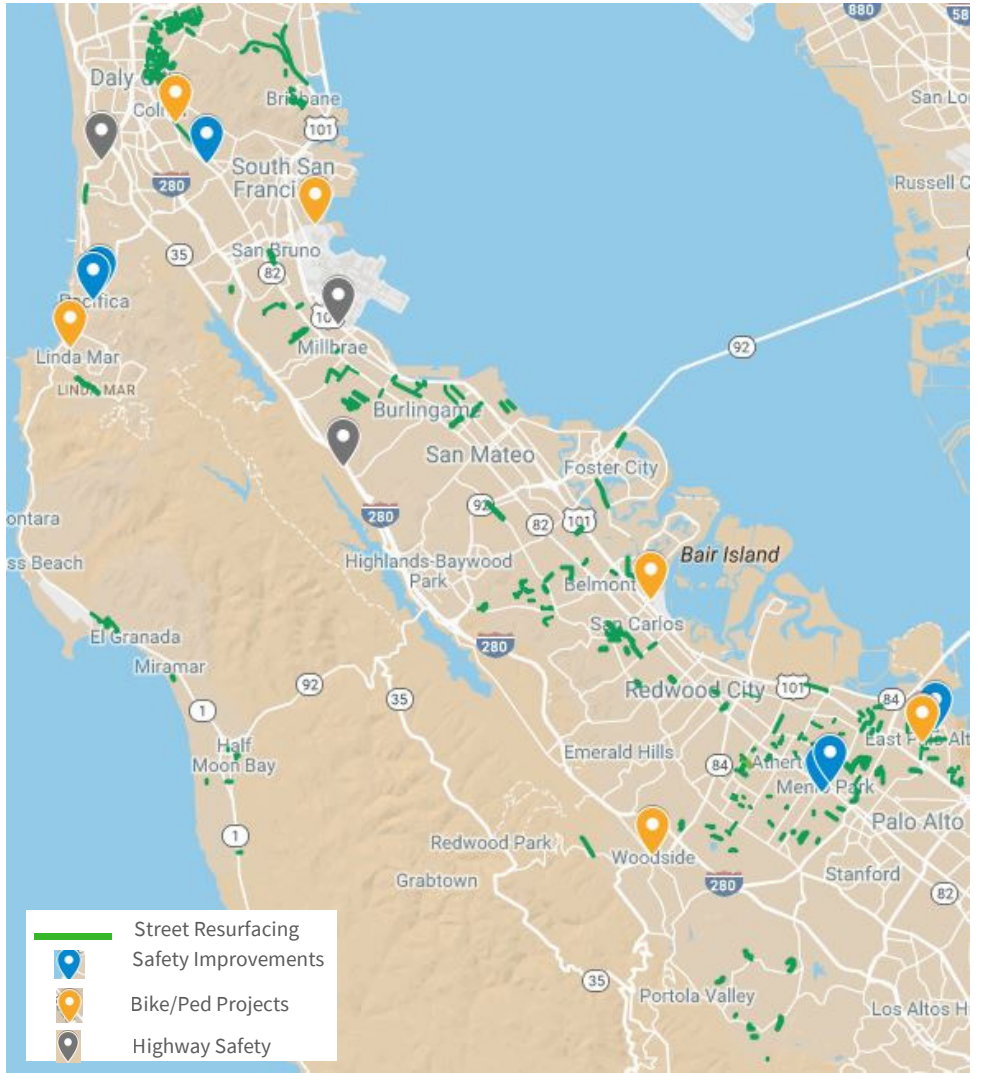 880
58
Daly
Col
Brisbane
San Lo
101
South San
Franci
280
Russell C
35
San Bruno
82
Pacifica
10
Millbrae
92
Linda Mar
LINDA MAR
Burlingame
San Mateo
Foster City
92
82
101
280
ontara
ss Beach
Highlands-Baywood
Park
Bair Island
Belmont
San Carlos
El Granada
280
Miramar
92
35
Redwood City
101
84
1
East P Alt
Half
Moon Bay
Emerald Hills
84
Athert
Menlo Park
1
Redwood Park
Palo Alto
Woodside
Grabtown
280
Stanford
82
35
Portola Valley
Los Altos H
Street Resurfacing
Safety Improvements
Bike/Ped Projects
Highway Safety